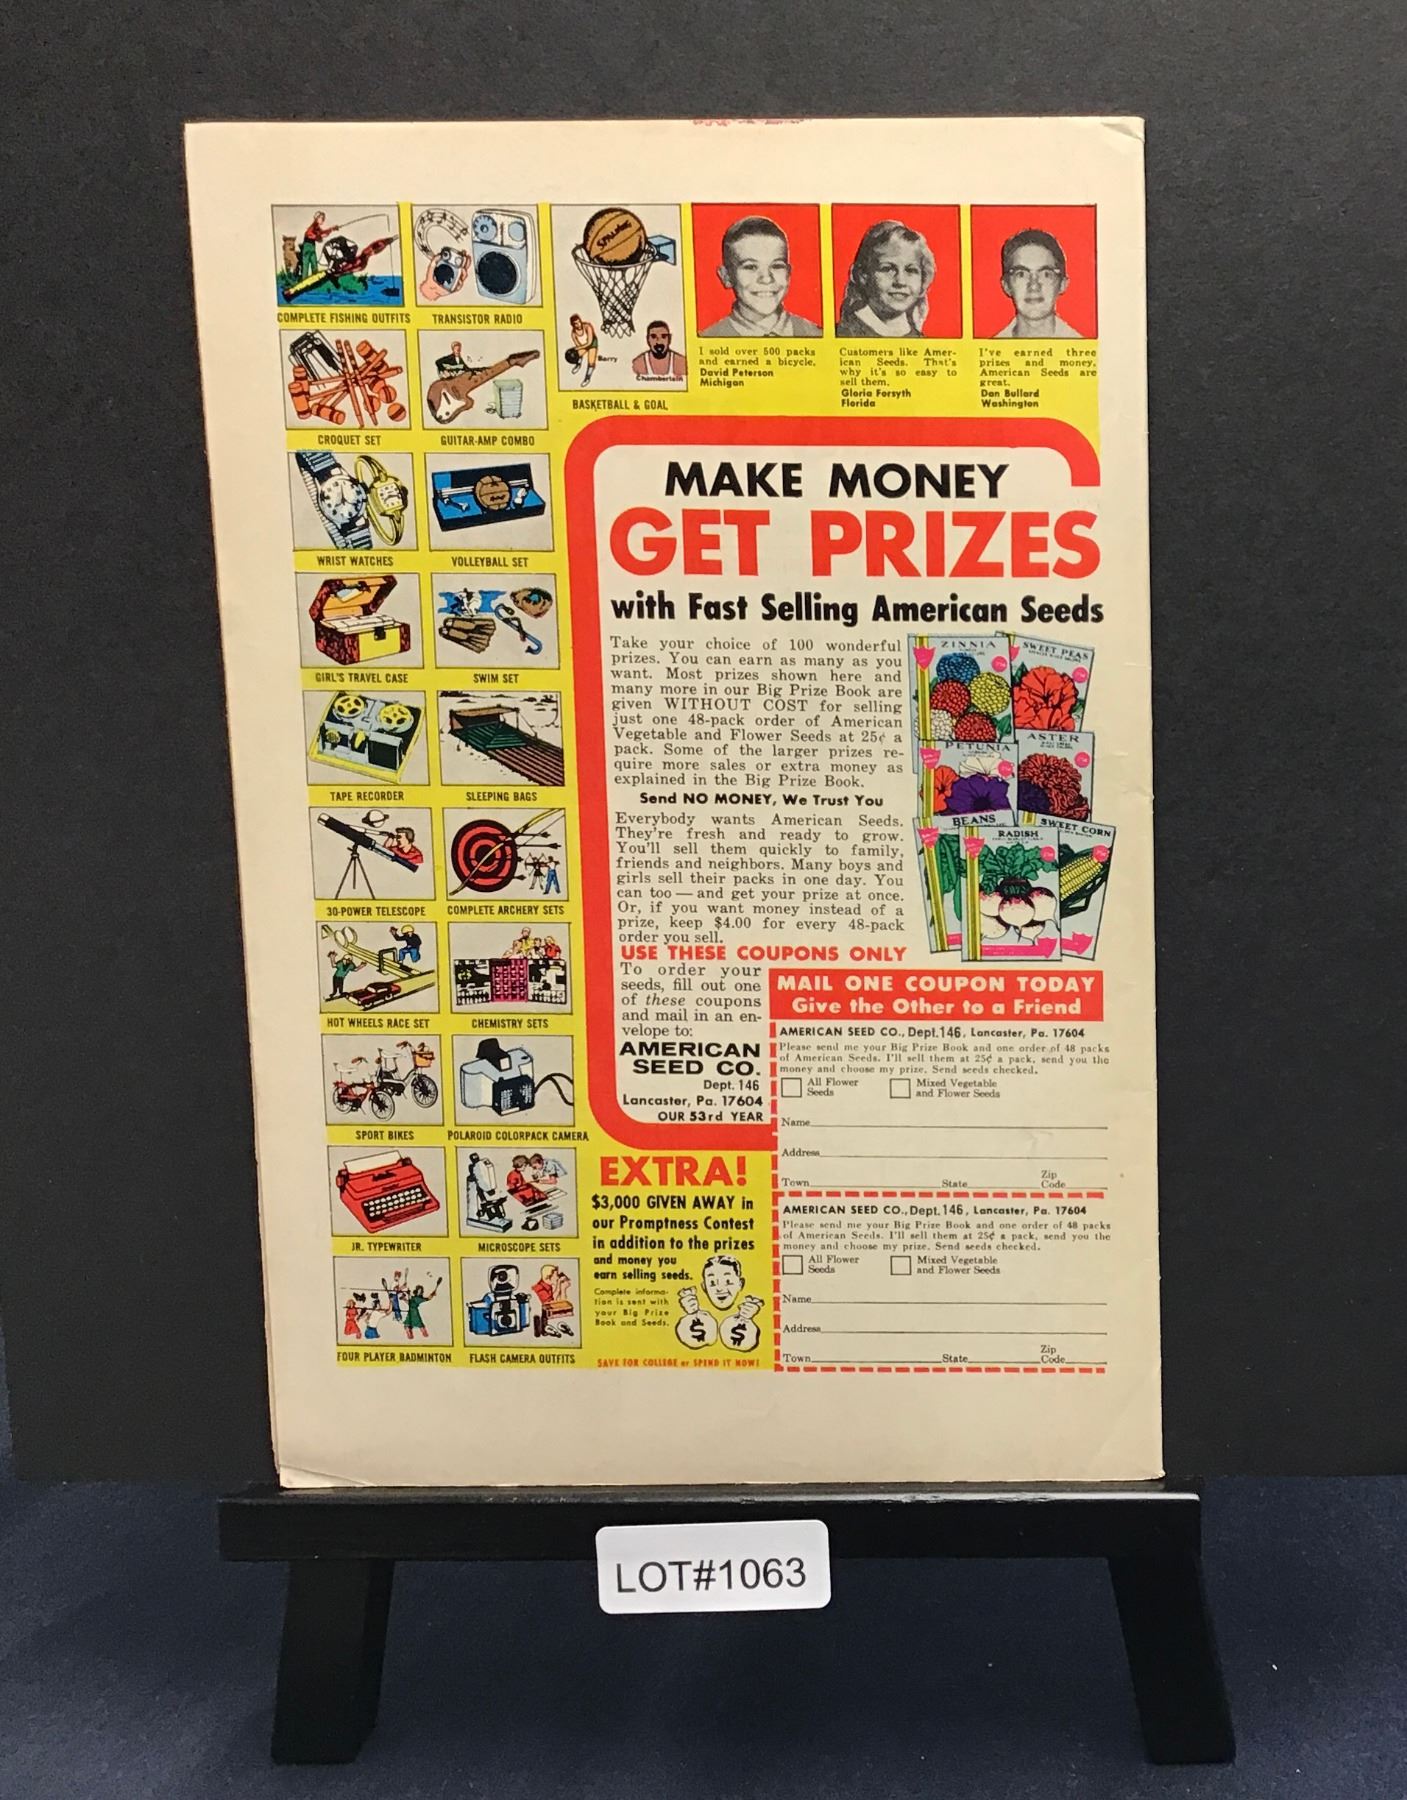 COMPLETE FISHING OUTFITS
TRANSISTOR RADIO
SPALDING
Barry
Chamberlain
BASKETBALL & GOAL
CROQUET SET
GUITAR-AMP COMBO
WRIST WATCHES
VOLLEYBALL SET
GIRL'S TRAVEL CASE
SWIM SET
TAPE RECORDER
SLEEPING BAGS
30-POWER TELESCOPE
COMPLETE ARCHERY SETS
HOT WHEELS RACE SET
CHEMISTRY SETS
SPORT BIKES
POLAROID COLORPACK CAMERA
JR. TYPEWRITER
MICROSCOPE SETS
FOUR PLAYER BADMINTON
FLASH CAMERA OUTFITS
I sold over 500 packs
and earned a bicycle.
David Peterson
Michigan
Customers like Amer-
ican Seeds. That's
why it's so easy to
sell them.
Gloria Forsyth
Florida
I've earned three
prizes and money.
American Seeds are
great.
Dan Bullard
Washington
MAKE MONEY
GET PRIZES
with Fast Selling American Seeds
Take your choice of 100 wonderful
prizes. You can earn as many as you
want. Most prizes shown here and
many more in our Big Prize Book are
given WITHOUT COST for selling
just one 48-pack order of American
Vegetable and Flower Seeds at 25¢ a
pack. Some of the larger prizes re-
quire more sales or extra money as
explained in the Big Prize Book.
Send NO MONEY, We Trust You
Everybody wants American Seeds.
They're fresh and ready to grow.
You'll sell them quickly to family,
friends and neighbors. Many boys and
girls sell their packs in one day. You
can too — and get your prize at once.
Or, if you want money instead of a
prize, keep $4.00 for every 48-pack
order you sell.
ZINNIA
SWEET PEAS
PETUNIA
ASTER
BEANS
RADISH
SWEET CORN
USE THESE COUPONS ONLY
To order your
seeds, fill out one
of these coupons
and mail in an en-
velope to:
AMERICAN
SEED CO.
Dept. 146
Lancaster, Pa. 17604
OUR 53rd YEAR
MAIL ONE COUPON TODAY
Give the Other to a Friend
AMERICAN SEED CO., Dept. 146, Lancaster, Pa. 17604
Please send me your Big Prize Book and one order of 48 packs
of American Seeds. I'll sell them at 25¢ a pack, send you the
money and choose my prize. Send seeds checked.
All Flower
Seeds
Mixed Vegetable
and Flower Seeds
Name
Address
Town State Zip
Code
AMERICAN SEED CO., Dept. 146, Lancaster, Pa. 17604
Please send me your Big Prize Book and one order of 48 packs
of American Seeds. I'll sell them at 25¢ a pack, send you the
money and choose my prize. Send seeds checked.
All Flower
Seeds
Mixed Vegetable
and Flower Seeds
Name
Address
Town State Zip
Code
EXTRA!
$3,000 GIVEN AWAY in
our Promptness Contest
in addition to the prizes
and money you
earn selling seeds.
Complete informa-
tion is sent with
your Big Prize
Book and Seeds.
$ $
SAVE FOR COLLEGE or SPEND IT NOW!
LOT#1063